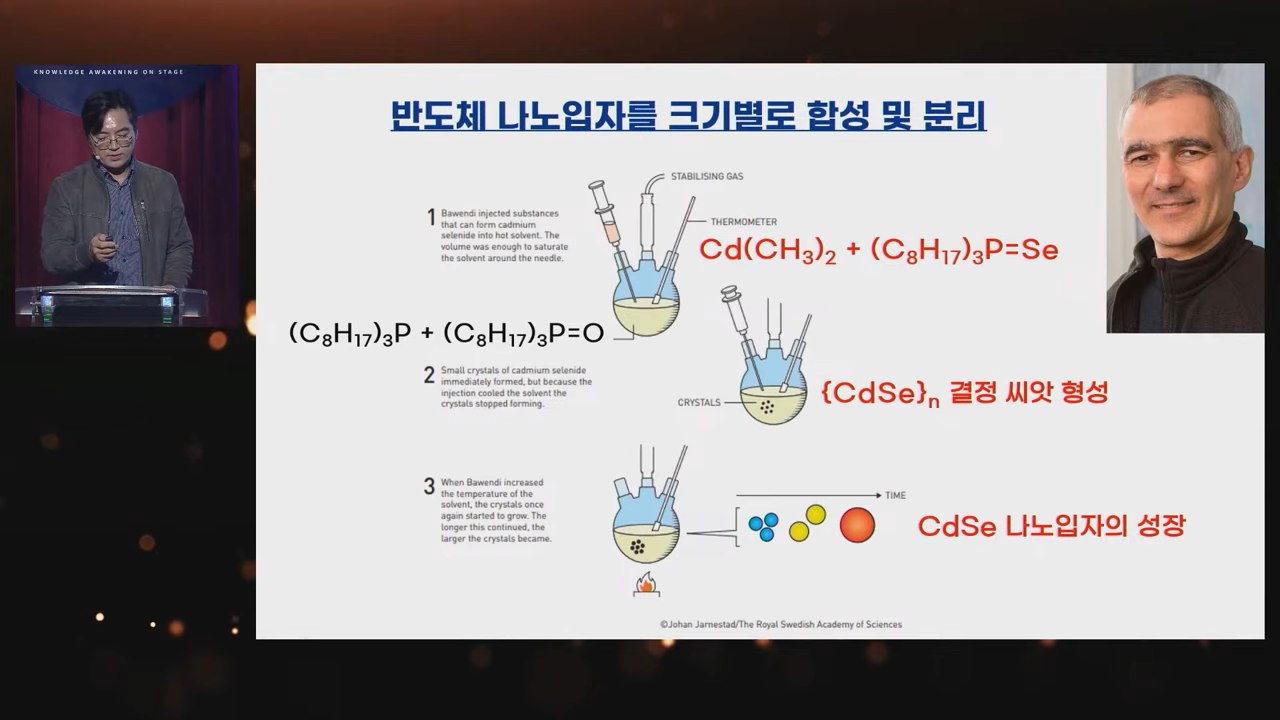 KNOWLEDGE AWAKENING ON STAGE
반도체 나노입자를 크기별로 합성 및 분리
STABILISING GAS
THERMOMETER
1 Bawendi injected substances
that can form cadmium
selenide into hot solvent. The
volume was enough to saturate
the solvent around the needle.
Cd(CH₃)₂ + (C₈H₁₇)₃P=Se
(C₈H₁₇)₃P + (C₈H₁₇)₃P=O
2 Small crystals of cadmium selenide
immediately formed, but because the
injection cooled the solvent the
crystals stopped forming.
CRYSTALS
{CdSe}ₙ 결정 씨앗 형성
3 When Bawendi increased
the temperature of the
solvent, the crystals once
again started to grow. The
longer this continued, the
larger the crystals became.
TIME
CdSe 나노입자의 성장
©Johan Jarnestad/The Royal Swedish Academy of Sciences